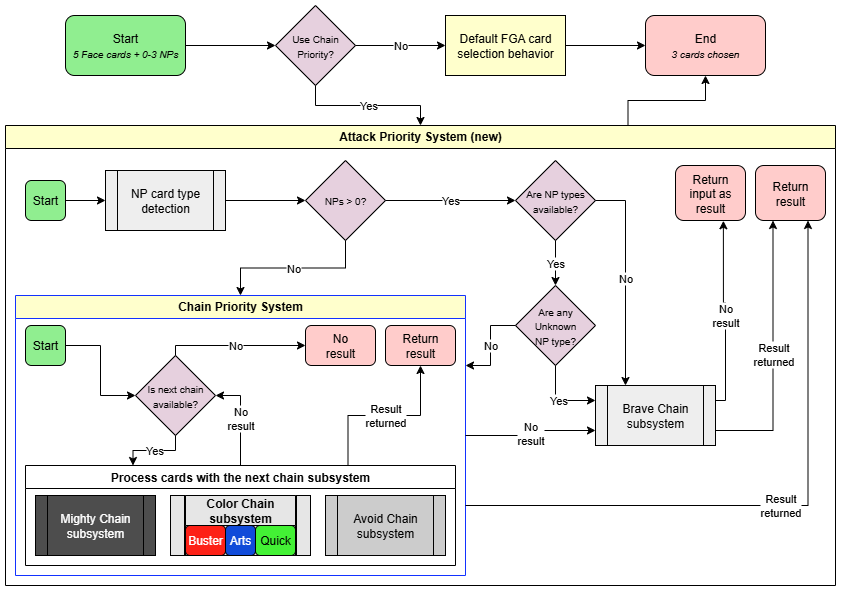 Start
5 Face cards + 0-3 NPs
Use Chain
Priority?
No
Default FGA card
selection behavior
End
3 cards chosen
Yes
Attack Priority System (new)
Start
NP card type
detection
NPs > 0?
Yes
Are NP types
available?
Return
input as
result
Return
result
No
Yes
No
Chain Priority System
Start
No
No
result
Return
result
Are any
Unknown
NP type?
No
No
result
Result
returned
Is next chain
available?
No
result
Result
returned
Yes
Brave Chain
subsystem
Yes
No
result
Process cards with the next chain subsystem
Mighty Chain
subsystem
Color Chain
subsystem
Buster
Arts
Quick
Avoid Chain
subsystem
Result
returned